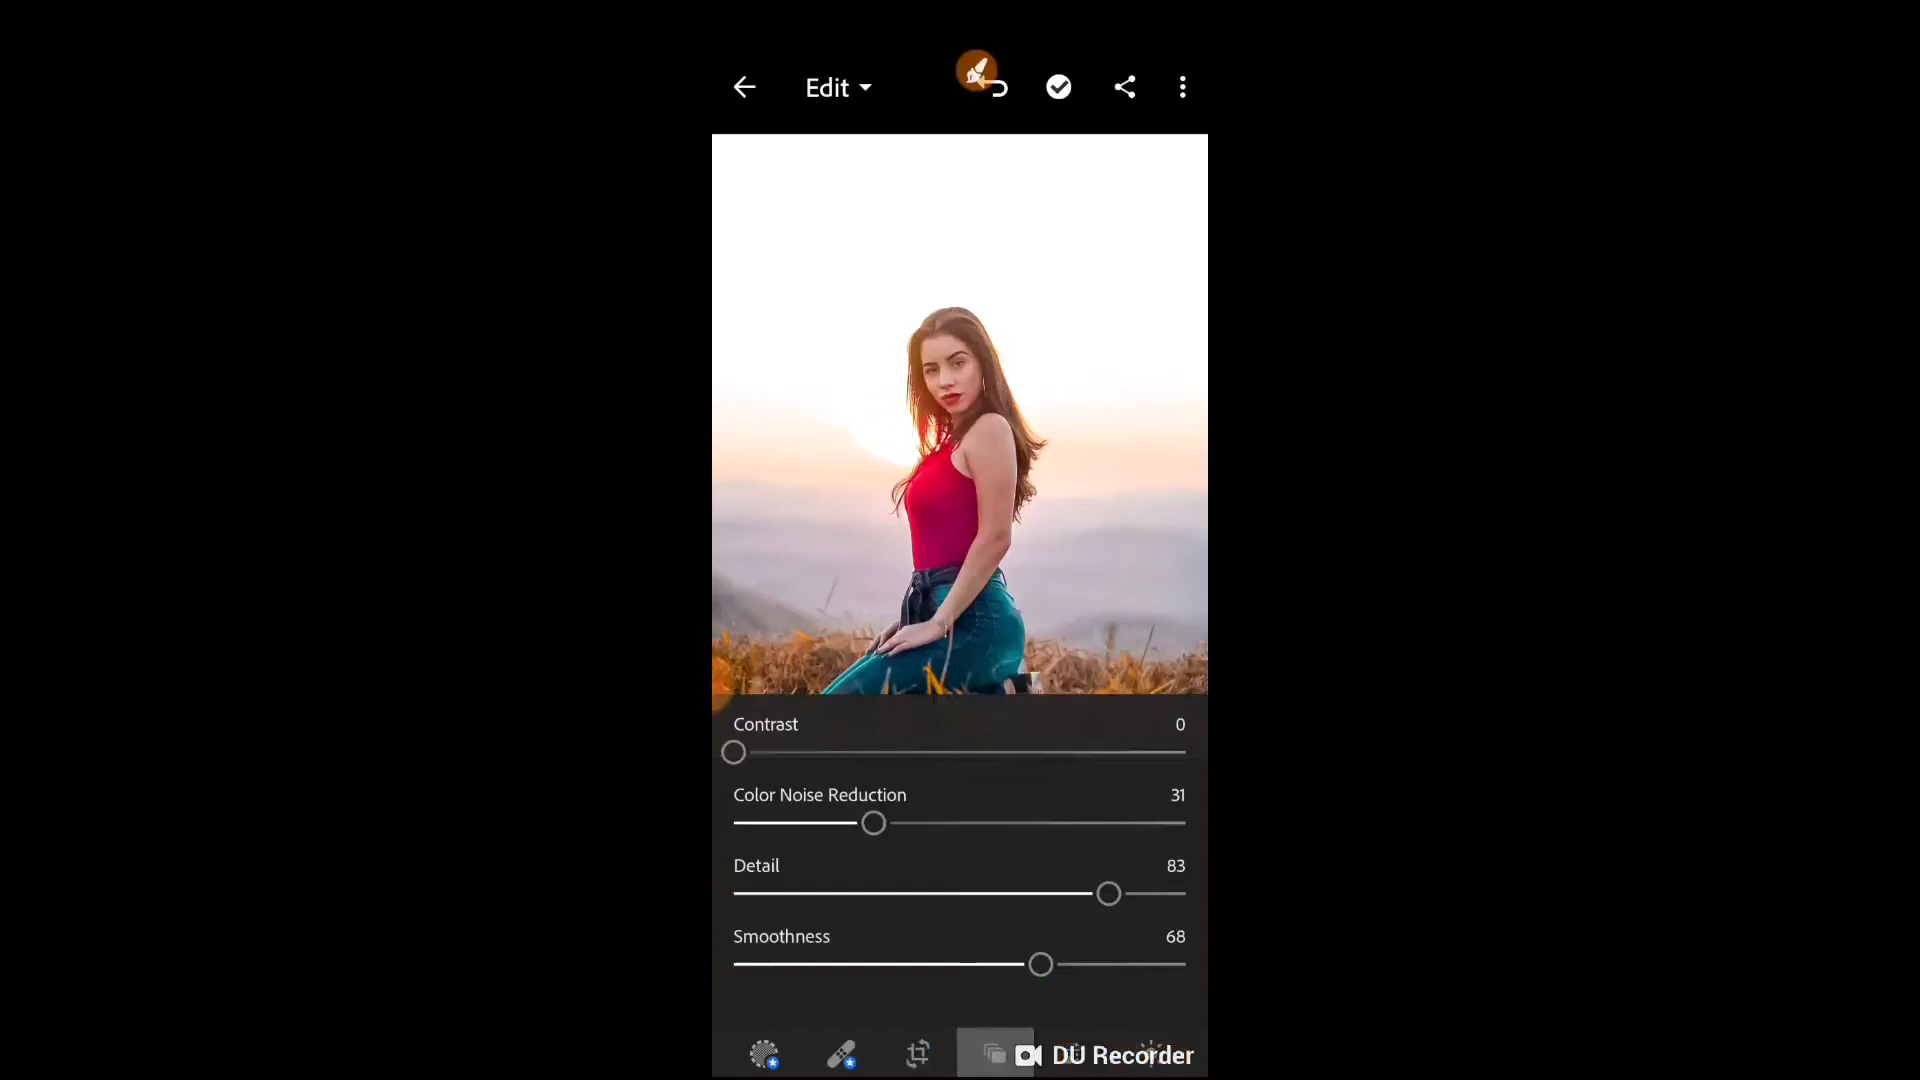 Edit
Contrast 0
Color Noise Reduction 31
Detail 83
Smoothness 68
DU Recorder